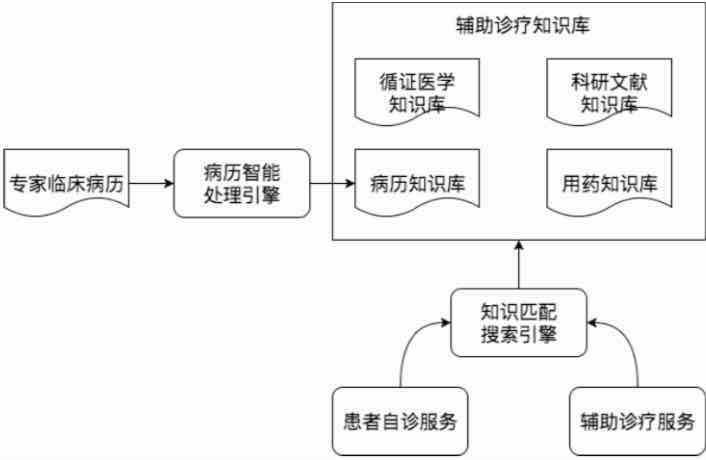 辅助诊疗知识库
循证医学
知识库
科研文献
知识库
专家临床病历
病历智能
处理引擎
病历知识库
用药知识库
知识匹配
搜索引擎
患者自诊服务
辅助诊疗服务